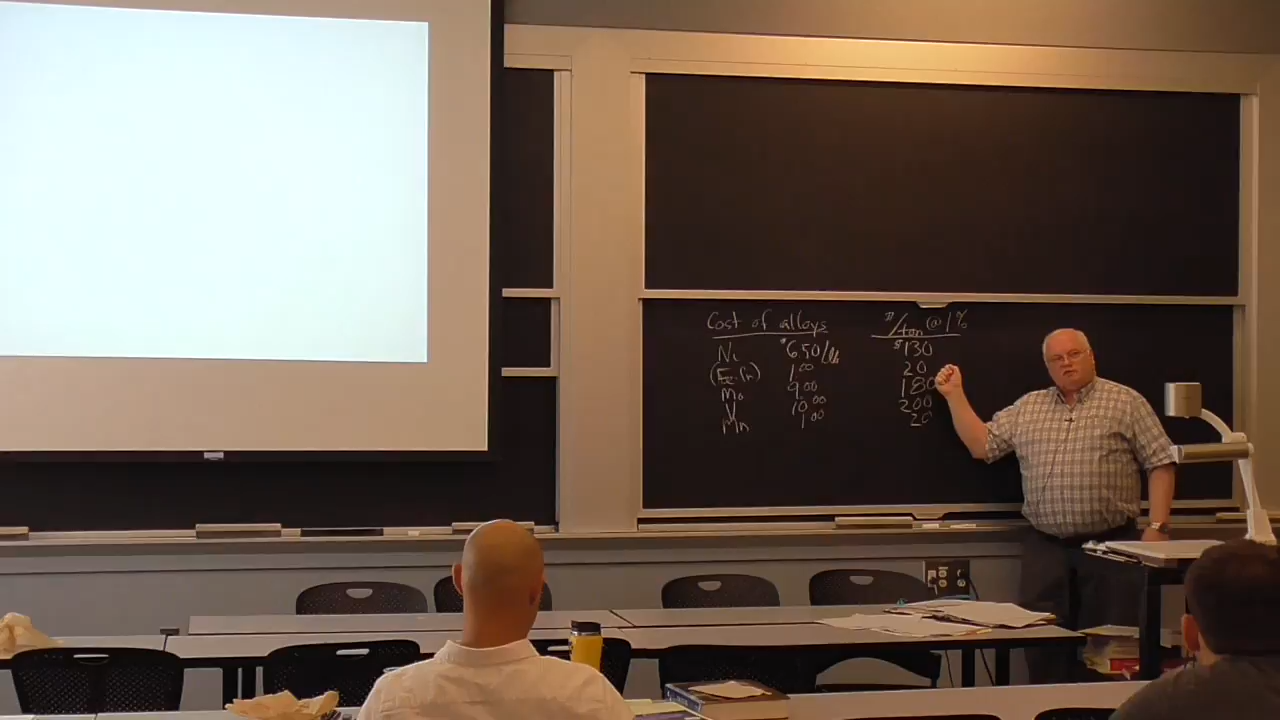 Cost of alloys $/ton @ 1%
Ni $6.50/lb $130
(Fe-Cr) 1.00 20
Mo 9.00 180
V 10.00 200
Mn 1.00 20